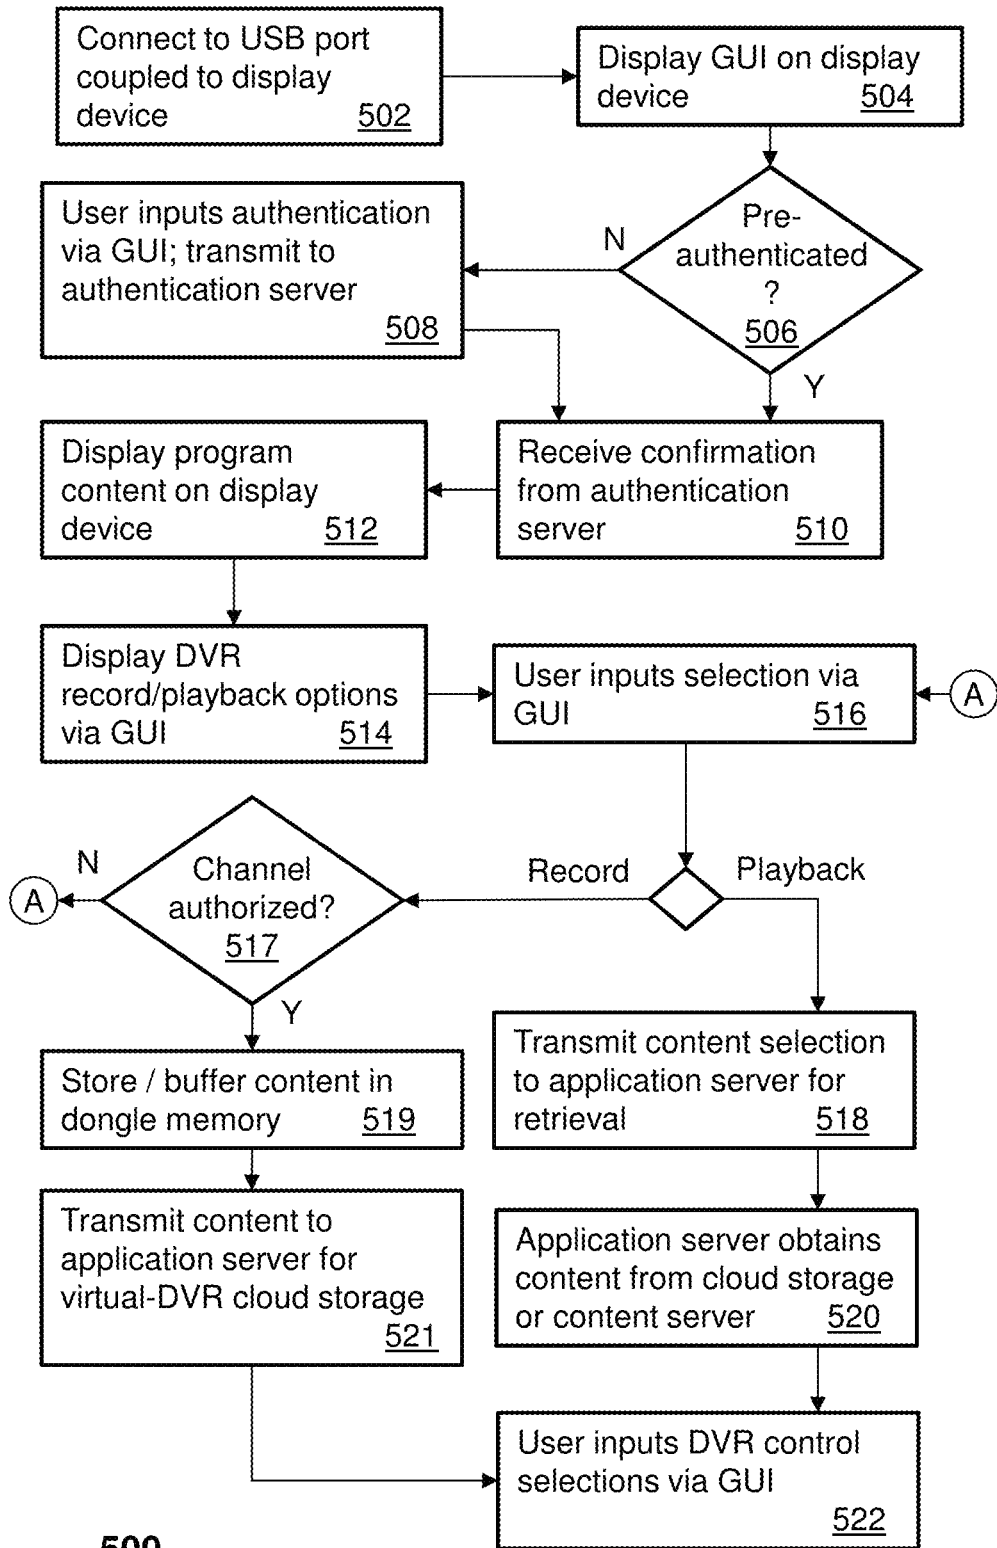 Connect to USB port
coupled to display
device 502
Display GUI on display
device 504
User inputs authentication
via GUI; transmit to
authentication server
508
N
Pre-
authenticated
?
506
Y
Display program
content on display
device 512
Receive confirmation
from authentication
server 510
Display DVR
record/playback options
via GUI 514
User inputs selection via
GUI 516
A
N
A
Channel
authorized?
517
Y
Record
Playback
Store / buffer content in
dongle memory 519
Transmit content selection
to application server for
retrieval 518
Transmit content to
application server for
virtual-DVR cloud storage
521
Application server obtains
content from cloud storage
or content server 520
User inputs DVR control
selections via GUI
522